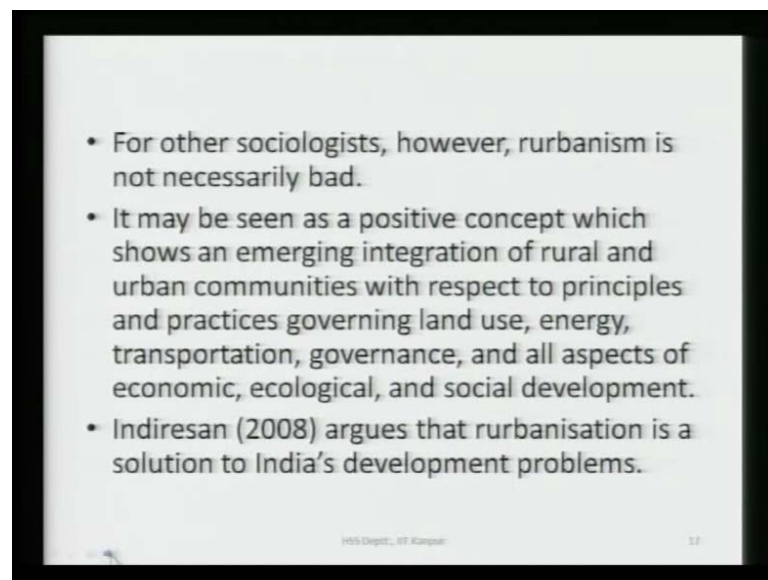 • For other sociologists, however, rurbanism is
not necessarily bad.
• It may be seen as a positive concept which
shows an emerging integration of rural and
urban communities with respect to principles
and practices governing land use, energy,
transportation, governance, and all aspects of
economic, ecological, and social development.
• Indiresan (2008) argues that rurbanisation is a
solution to India's development problems.
HSS Deptt., IIT Kanpur